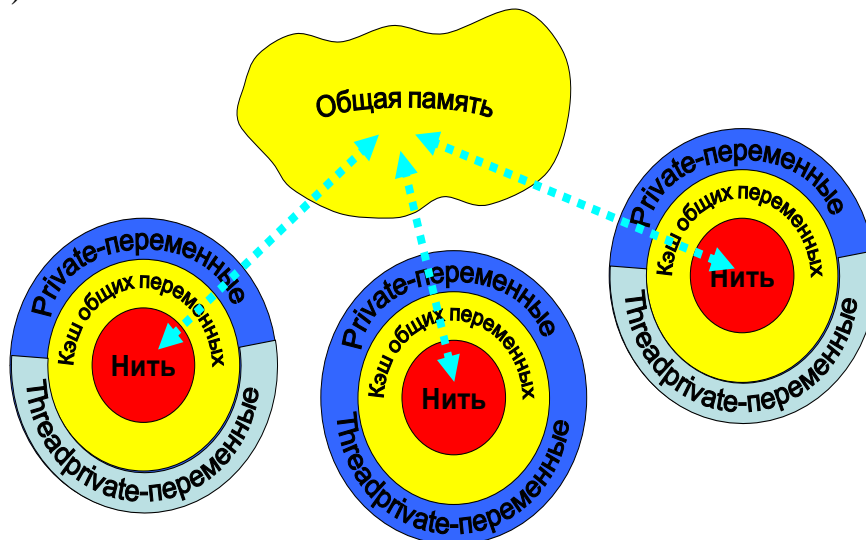 )
Общая память
Private-переменные
Кэш общих переменных
Нить
Threadprivate-переменные
Private-переменные
Кэш общих переменных
Нить
Threadprivate-переменные
Private-переменные
Кэш общих переменных
Нить
Threadprivate-переменные